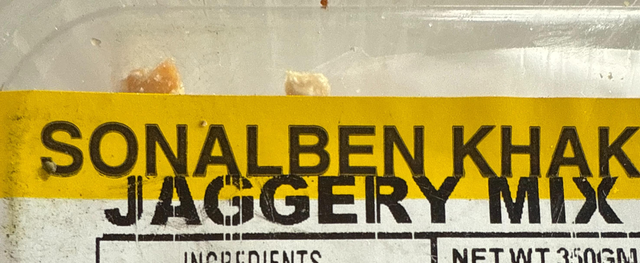 SONALBEN KHAK
JAGGERY MIX
INGREDIENTS
NET WT 350GM